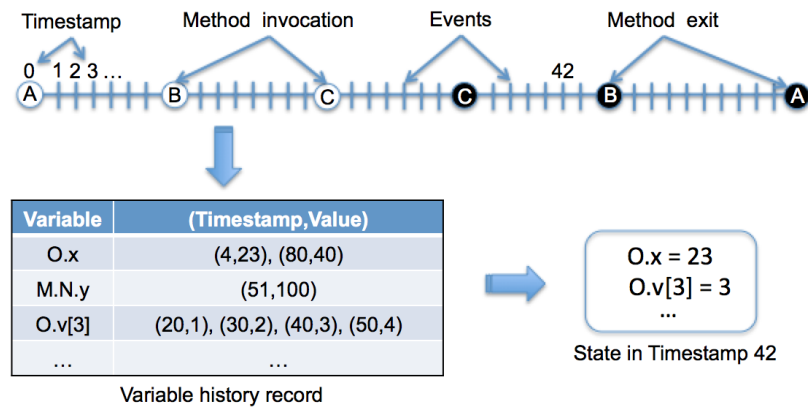 Timestamp Method invocation Events Method exit
0 1 2 3 ... 42
A B C C B A
Variable (Timestamp,Value)
O.x (4,23), (80,40)
M.N.y (51,100)
O.v[3] (20,1), (30,2), (40,3), (50,4)
... ...
Variable history record
O.x = 23
O.v[3] = 3
...
State in Timestamp 42